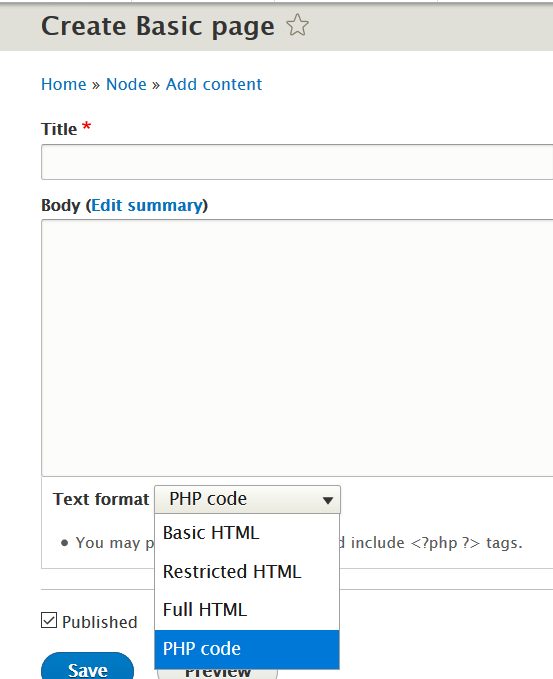 Create Basic page
Home » Node » Add content
Title *
Body (Edit summary)
Text format PHP code
Basic HTML
• You may d include <?php ?> tags.
Restricted HTML
Full HTML
Published
PHP code
Save Preview